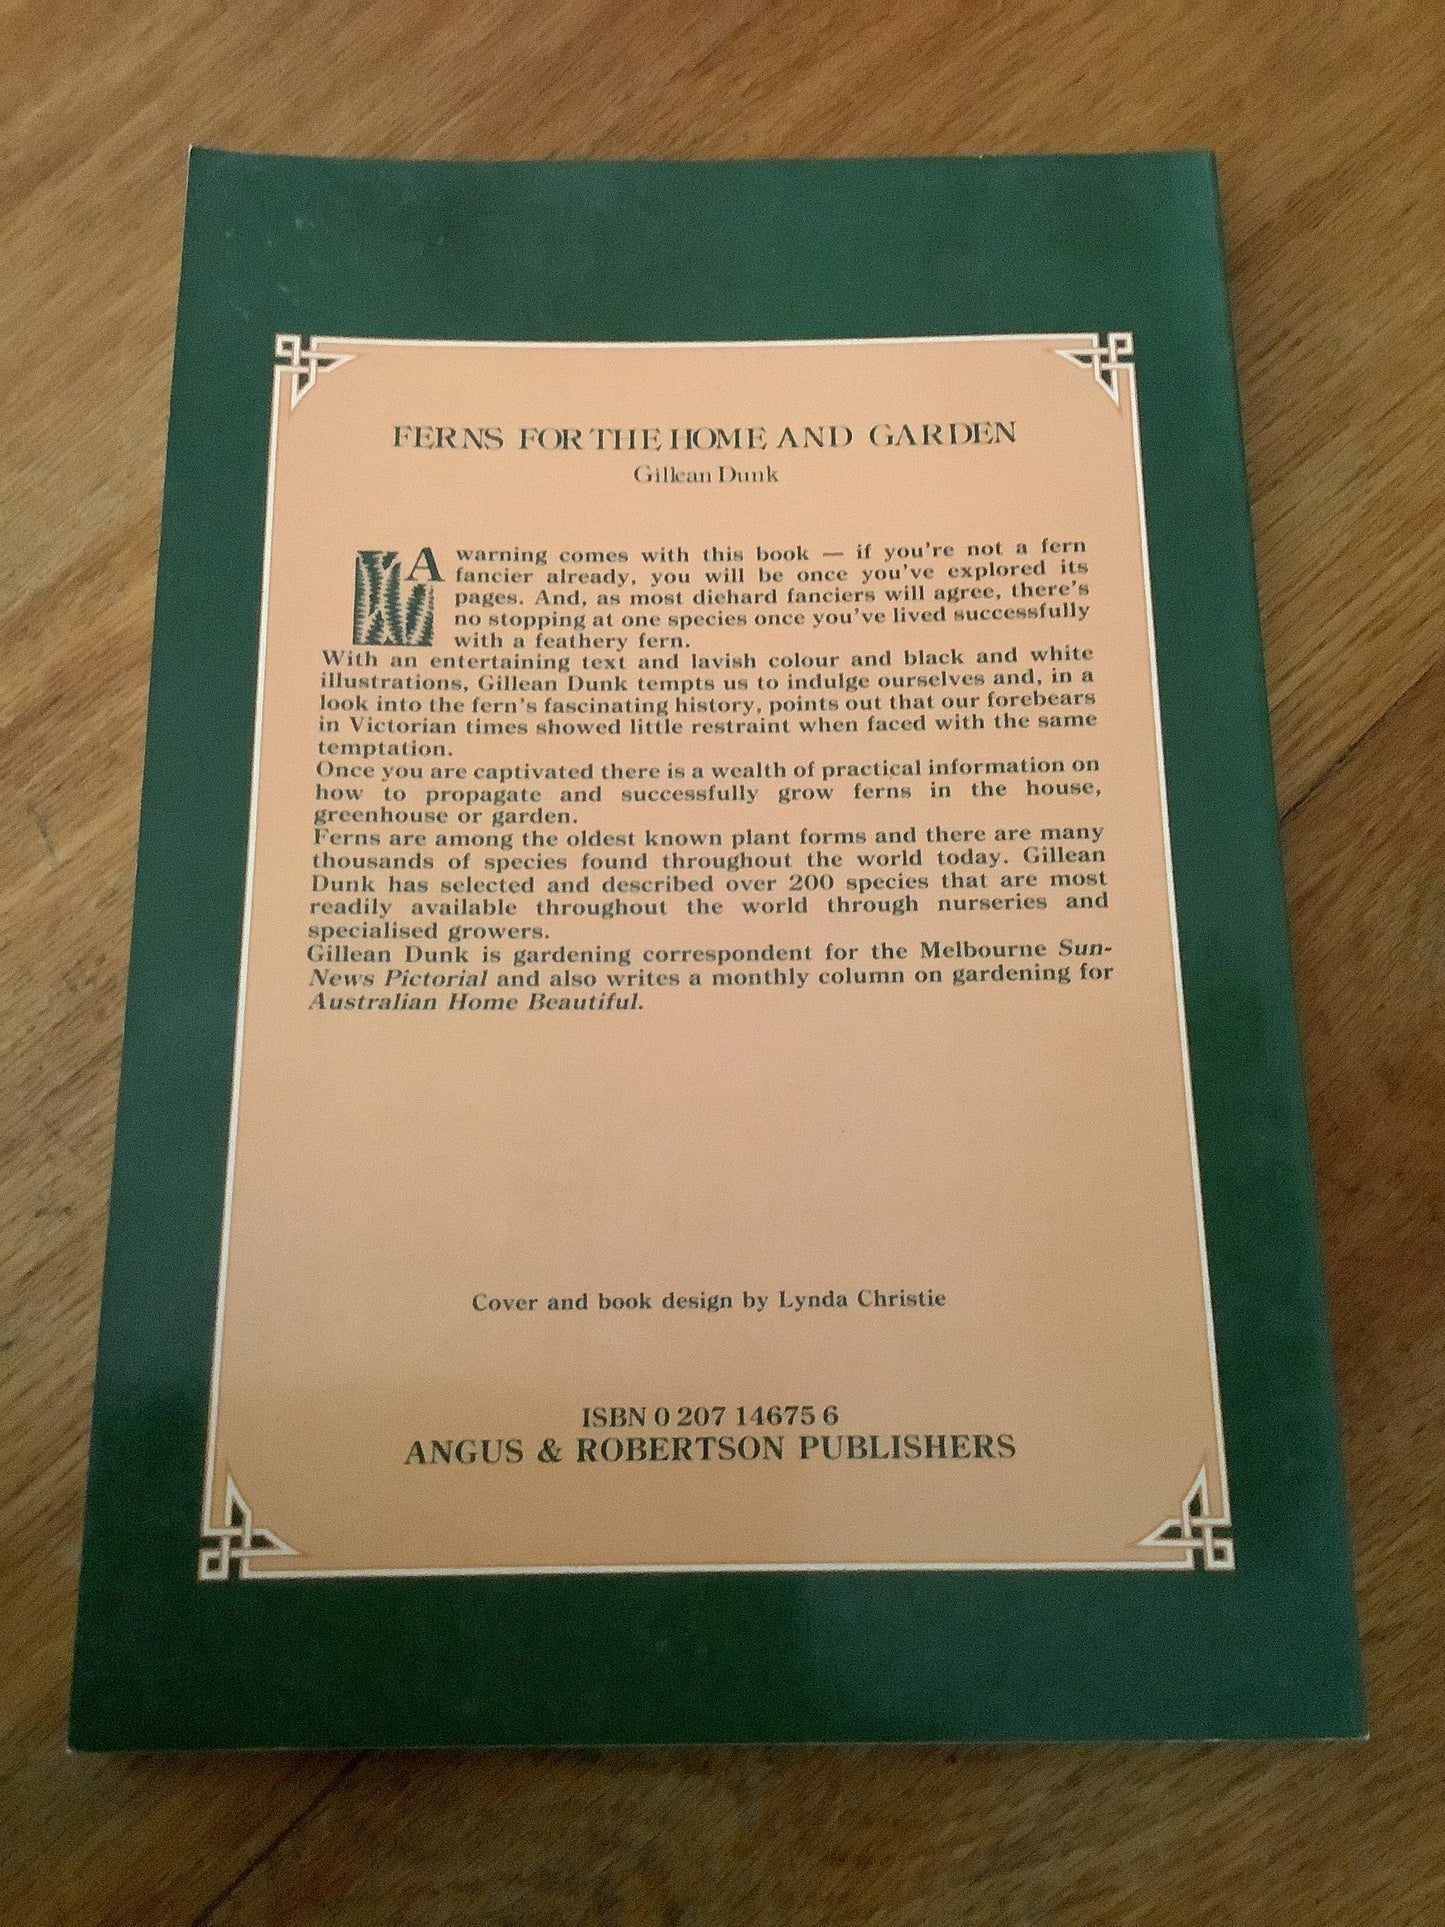 FERNS FOR THE HOME AND GARDEN
Gillean Dunk
A warning comes with this book — if you're not a fern
fancier already, you will be once you've explored its
pages. And, as most diehard fanciers will agree, there's
no stopping at one species once you've lived successfully
with a feathery fern.
With an entertaining text and lavish colour and black and white
illustrations, Gillean Dunk tempts us to indulge ourselves and, in a
look into the fern's fascinating history, points out that our forebears
in Victorian times showed little restraint when faced with the same
temptation.
Once you are captivated there is a wealth of practical information on
how to propagate and successfully grow ferns in the house,
greenhouse or garden.
Ferns are among the oldest known plant forms and there are many
thousands of species found throughout the world today. Gillean
Dunk has selected and described over 200 species that are most
readily available throughout the world through nurseries and
specialised growers.
Gillean Dunk is gardening correspondent for the Melbourne Sun-
News Pictorial and also writes a monthly column on gardening for
Australian Home Beautiful.
Cover and book design by Lynda Christie
ISBN 0 207 14675 6
ANGUS & ROBERTSON PUBLISHERS